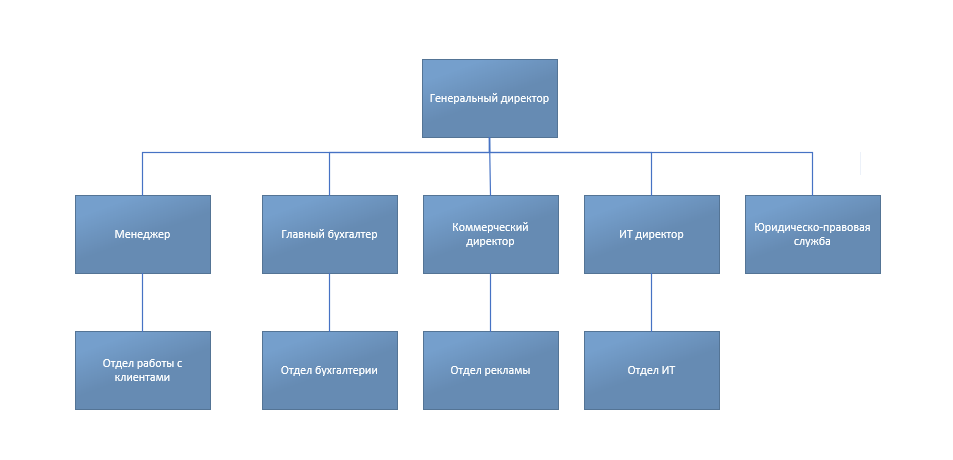 Генеральный директор
Менеджер
Главный бухгалтер
Коммерческий
директор
ИТ директор
Юридическо-правовая
служба
Отдел работы с
клиентами
Отдел бухгалтерии
Отдел рекламы
Отдел ИТ